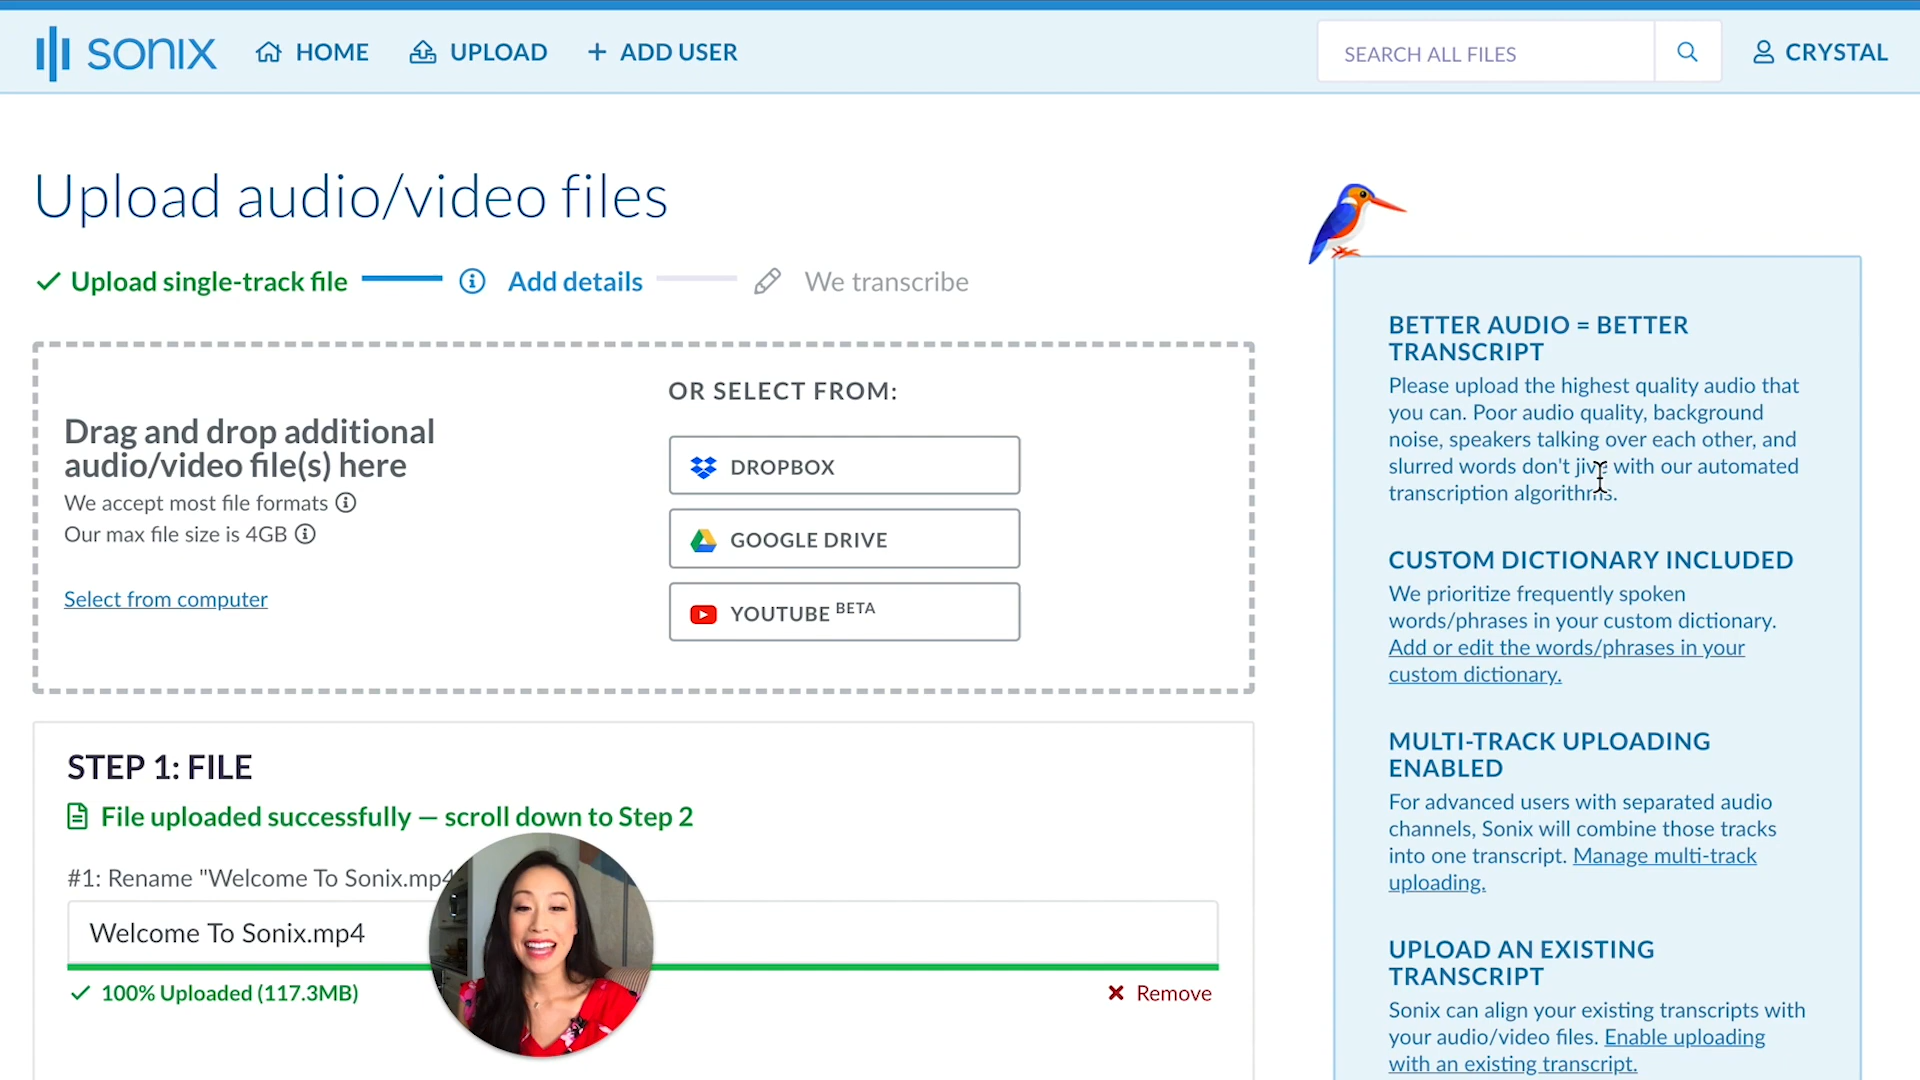 sonix
HOME
UPLOAD
+ ADD USER
SEARCH ALL FILES
CRYSTAL
Upload audio/video files
Upload single-track file
Add details
We transcribe
Drag and drop additional
audio/video file(s) here
We accept most file formats
Our max file size is 4GB
Select from computer
OR SELECT FROM:
DROPBOX
GOOGLE DRIVE
YOUTUBE BETA
STEP 1: FILE
File uploaded successfully — scroll down to Step 2
#1: Rename "Welcome To Sonix.mp4
Welcome To Sonix.mp4
100% Uploaded (117.3MB)
Remove
BETTER AUDIO = BETTER
TRANSCRIPT
Please upload the highest quality audio that
you can. Poor audio quality, background
noise, speakers talking over each other, and
slurred words don't jive with our automated
transcription algorithms.
CUSTOM DICTIONARY INCLUDED
We prioritize frequently spoken
words/phrases in your custom dictionary.
Add or edit the words/phrases in your
custom dictionary.
MULTI-TRACK UPLOADING
ENABLED
For advanced users with separated audio
channels, Sonix will combine those tracks
into one transcript. Manage multi-track
uploading.
UPLOAD AN EXISTING
TRANSCRIPT
Sonix can align your existing transcripts with
your audio/video files. Enable uploading
with an existing transcript.